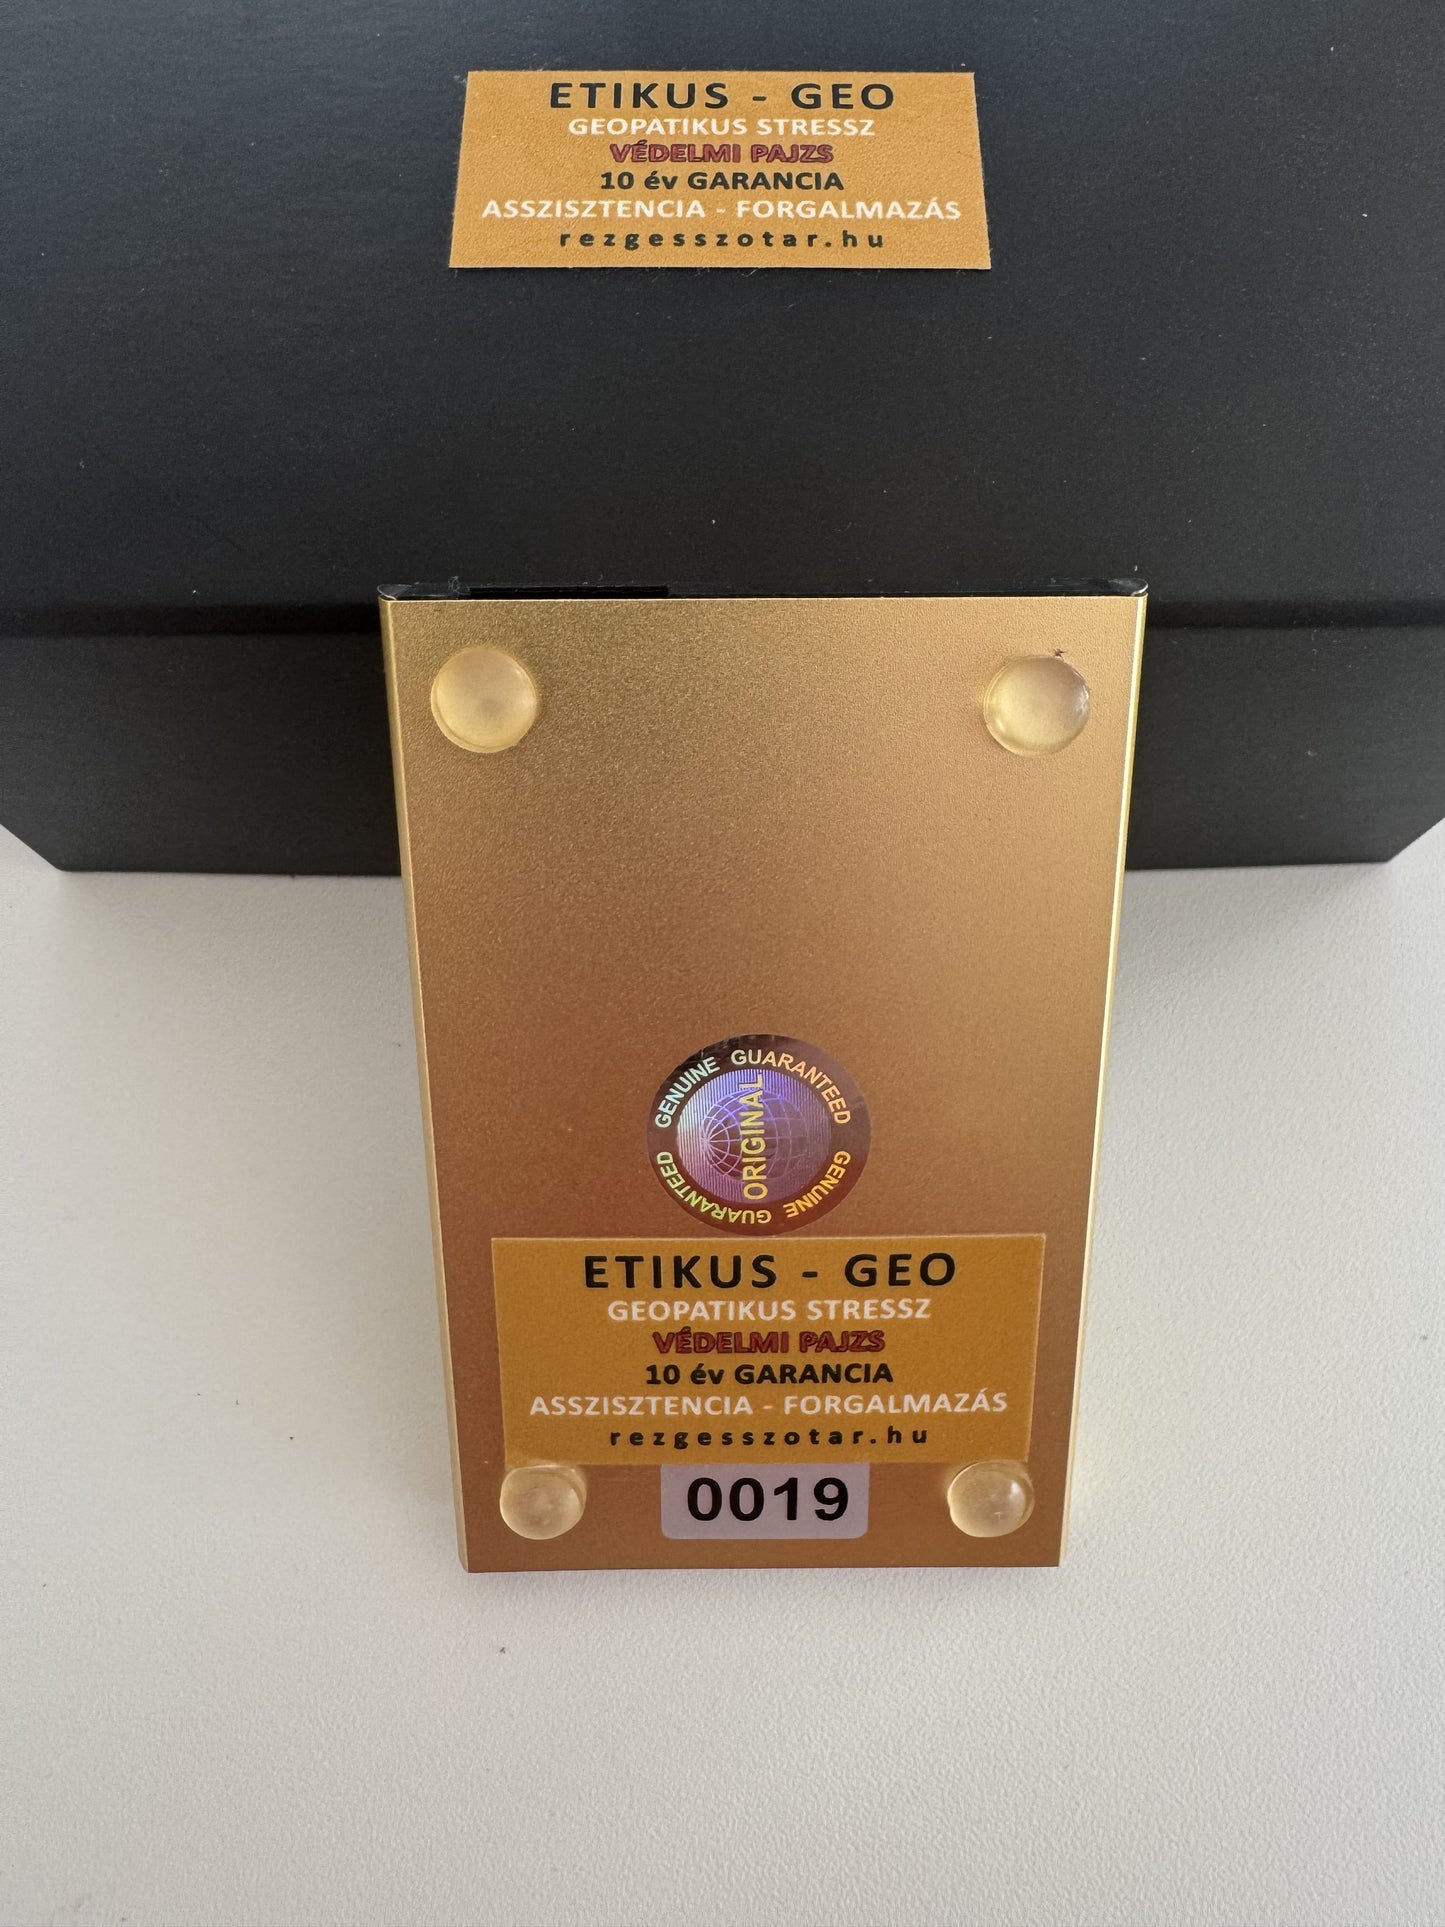 ETIKUS - GEO
GEOPATIKUS STRESSZ
VÉDELMI PAJZS
10 év GARANCIA
ASSZISZTENCIA - FORGALMAZÁS
rezgesszotar.hu
GENUINE GUARANTEED
GENUINE GUARANTEED
ORIGINAL
ETIKUS - GEO
GEOPATIKUS STRESSZ
VÉDELMI PAJZS
10 év GARANCIA
ASSZISZTENCIA - FORGALMAZÁS
rezgesszotar.hu
0019